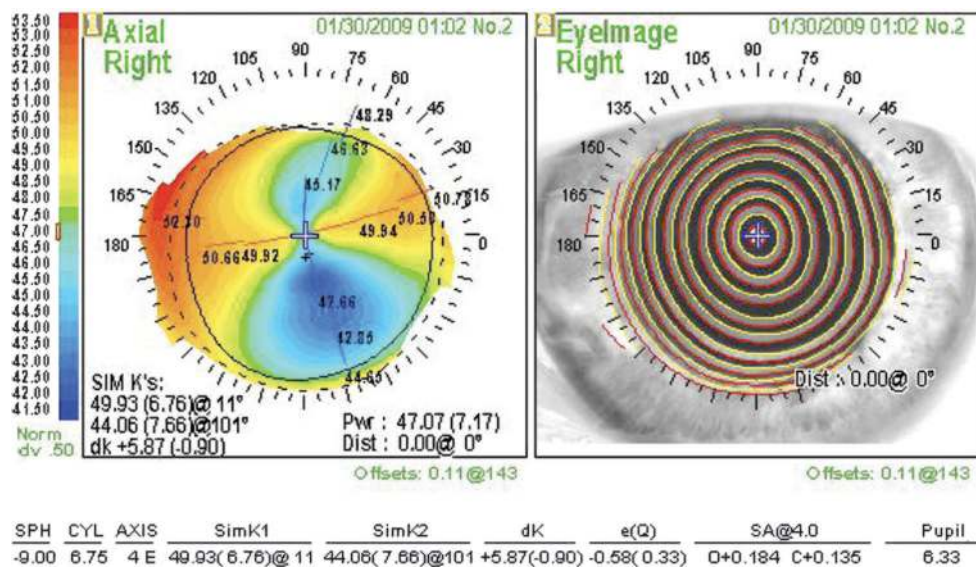 53.50
53.00
52.50
52.00
51.50
51.00
50.50
50.00
49.50
49.00
48.50
48.00
47.50
47.00
46.50
46.00
45.50
45.00
44.50
44.00
43.50
43.00
42.50
42.00
41.50
Norm
dv .50
1 Axial
Right
01/30/2009 01:02 No.2
90
105 75
120 60
135 45
150 30
165 15
180 0
48.29
46.63
45.17
50.78
50.58
49.94
52.30
50.66 49.92
44.65
SIM K's:
49.93 (6.76)@ 11°
44.06 (7.66)@101°
dk +5.87 (-0.90)
Pwr : 47.07 (7.17)
Dist : 0.00@ 0°
Offsets: 0.11@143
2 EyeImage
Right
01/30/2009 01:02 No.2
90
105 75
120 60
135 45
150 30
165 15
180 0
Dist : 0.00@ 0°
Offsets: 0.11@143
SPH CYL AXIS SimK1 SimK2 dK e(Q) SA@4.0 Pupil
-9.00 6.75 4 E 49.93( 6.76)@ 11 44.06( 7.66)@101 +5.87(-0.90) -0.58( 0.33) O+0.184 C+0.135 6.33